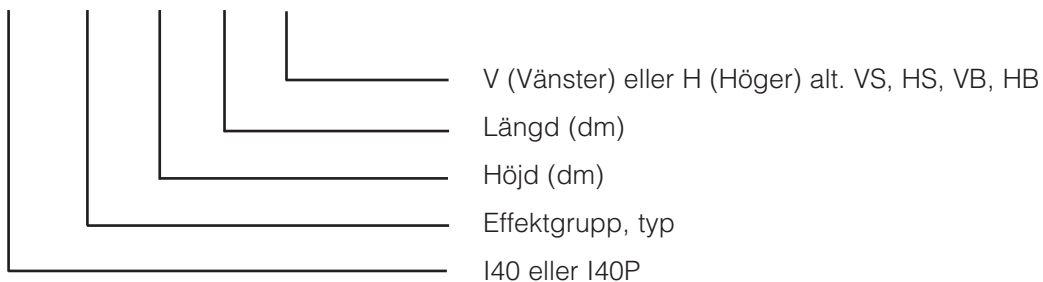 V (Vänster) eller H (Höger) alt. VS, HS, VB, HB
Längd (dm)
Höjd (dm)
Effektgrupp, typ
I40 eller I40P